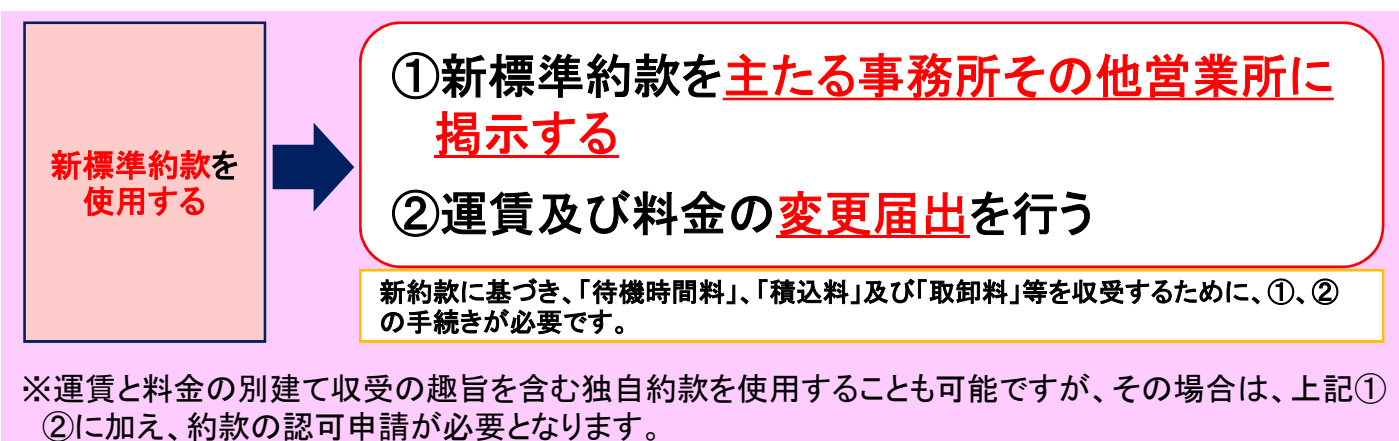 新標準約款を
使用する
①新標準約款を主たる事務所その他営業所に
掲示する
②運賃及び料金の変更届出を行う
新約款に基づき、「待機時間料」、「積込料」及び「取卸料」等を収受するために、①、②
の手続きが必要です。
※運賃と料金の別建て収受の趣旨を含む独自約款を使用することも可能ですが、その場合は、上記①
②に加え、約款の認可申請が必要となります。